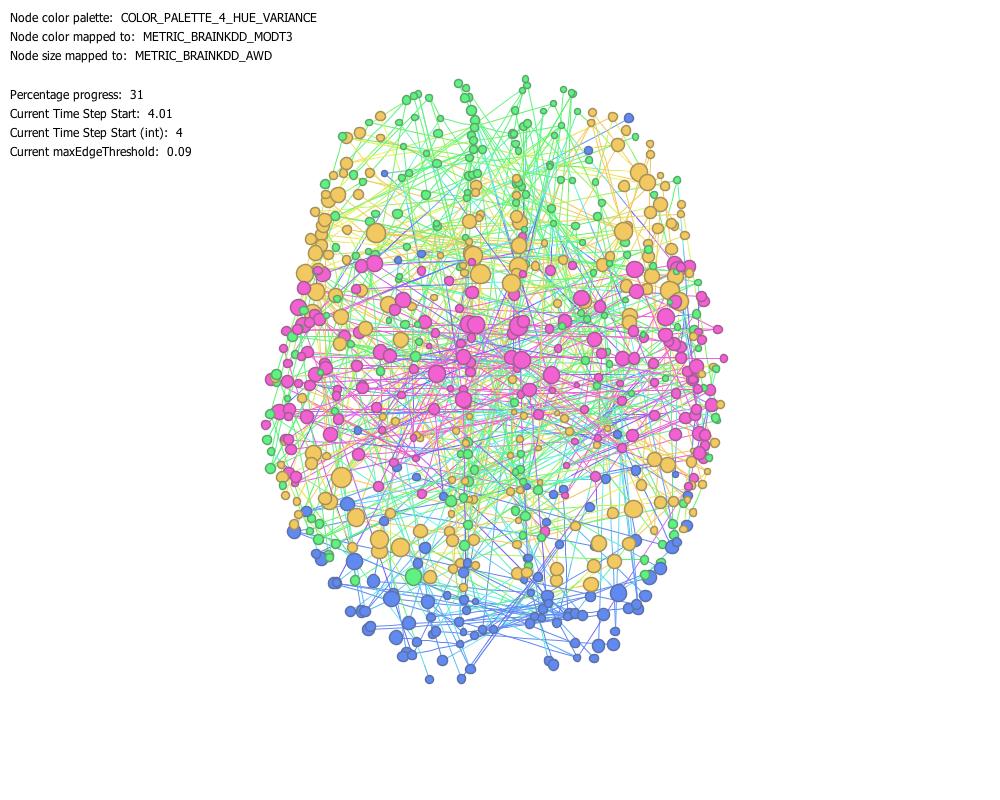 Node color palette: COLOR_PALETTE_4_HUE_VARIANCE
Node color mapped to: METRIC_BRAINKDD_MODT3
Node size mapped to: METRIC_BRAINKDD_AWD
Percentage progress: 31
Current Time Step Start: 4.01
Current Time Step Start (int): 4
Current maxEdgeThreshold: 0.09